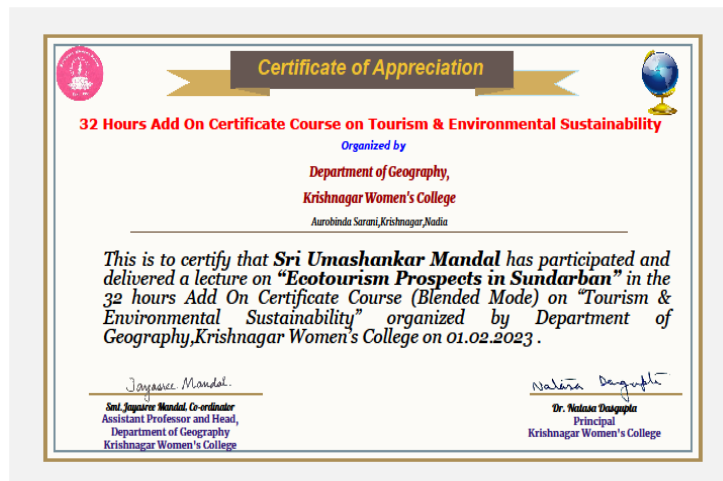 Certificate of Appreciation
32 Hours Add On Certificate Course on Tourism & Environmental Sustainability
Organized by
Department of Geography,
Krishnagar Women's College
Aurobinda Sarani,Krishnagar,Nadia
This is to certify that Sri Umashankar Mandal has participated and
delivered a lecture on “Ecotourism Prospects in Sundarban” in the
32 hours Add On Certificate Course (Blended Mode) on “Tourism &
Environmental Sustainability” organized by Department of
Geography,Krishnagar Women's College on 01.02.2023 .
Jayasree Mandal.
Smt.Jayasree Mandal, Co-ordinator
Assistant Professor and Head,
Department of Geography
Krishnagar Women's College
Natasa Dasgupta
Dr. Natasa Dasgupta
Principal
Krishnagar Women's College